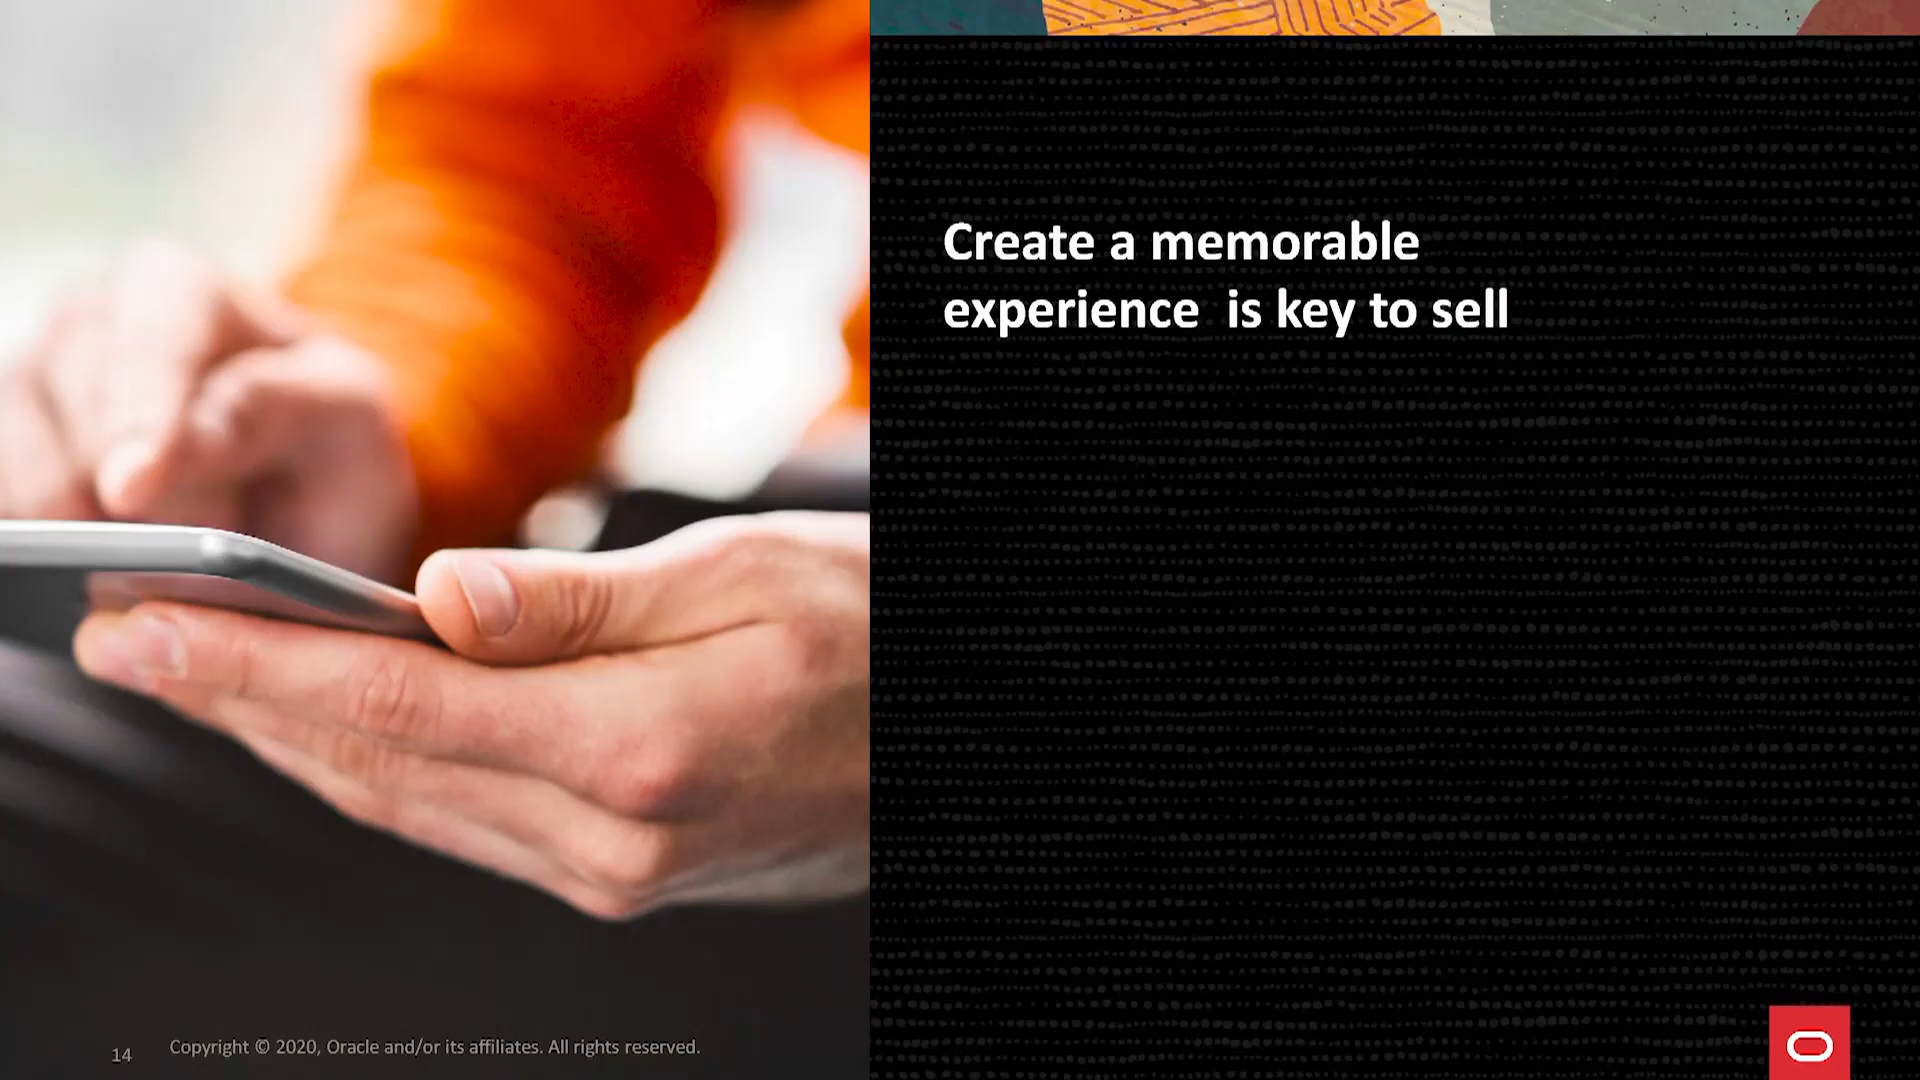 Create a memorable
experience  is key to sell
14
Copyright © 2020, Oracle and/or its affiliates. All rights reserved.